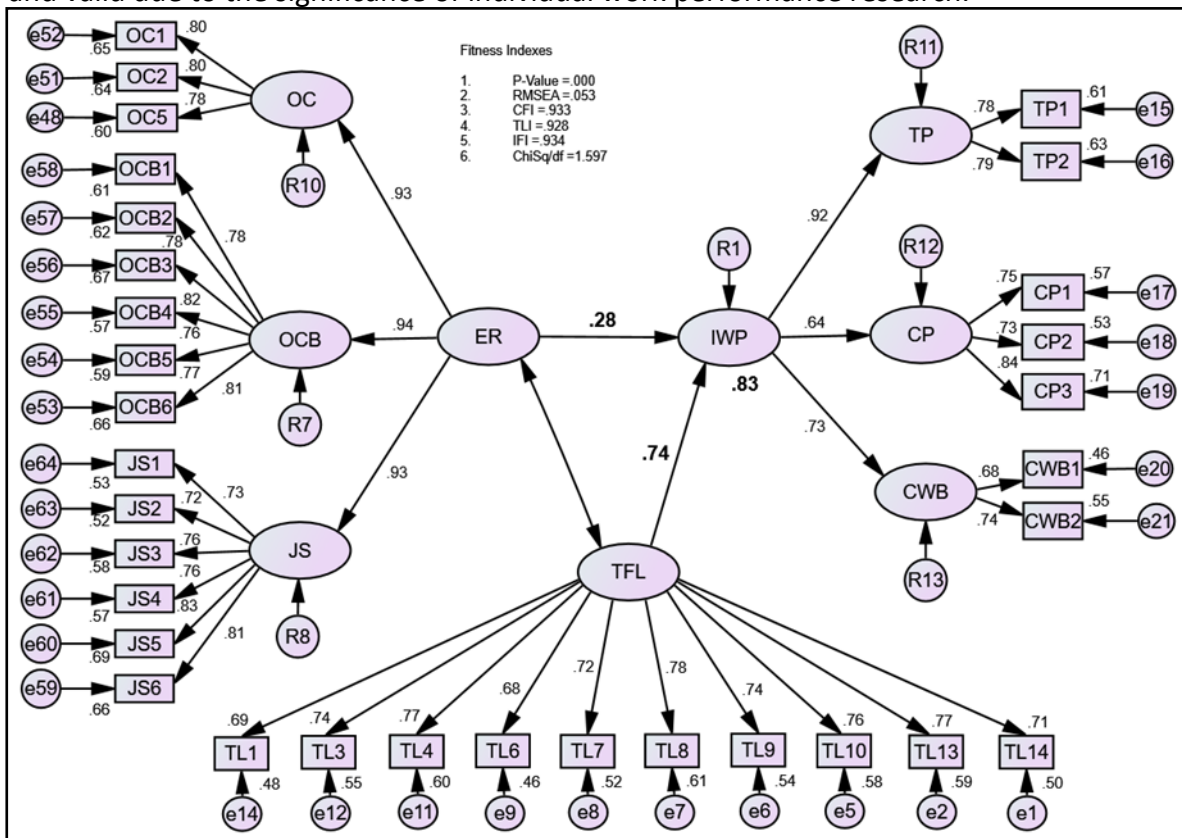 and valid due to the significance of individual work performance research.
Fitness Indexes
1. P-Value =.000
2. RMSEA =.053
3. CFI =.933
4. TLI =.928
5. IFI =.934
6. ChiSq/df =1.597
e52 .65 OC1 .80
e51 .64 OC2 .80
e48 .60 OC5 .78
OC
R10
.93
e58 .61 OCB1 .78
e57 .62 OCB2 .78
e56 .67 OCB3 .82
e55 .57 OCB4 .76
e54 .59 OCB5 .77
e53 .66 OCB6 .81
OCB
R7
.94
e64 .53 JS1 .73
e63 .52 JS2 .72
e62 .58 JS3 .76
e61 .57 JS4 .76
e60 .69 JS5 .83
e59 .66 JS6 .81
JS
R8
.93
ER
.28
R1
IWP
.83
.74
TFL
.92
R11
TP
.78 TP1 .61 e15
.79 TP2 .63 e16
.64
R12
CP
.75 CP1 .57 e17
.73 CP2 .53 e18
.84 CP3 .71 e19
.73
CWB
R13
.68 CWB1 .46 e20
.74 CWB2 .55 e21
.69 .74 .77 .68 .72 .78 .74 .76 .77 .71
TL1 TL3 TL4 TL6 TL7 TL8 TL9 TL10 TL13 TL14
.48 .55 .60 .46 .52 .61 .54 .58 .59 .50
e14 e12 e11 e9 e8 e7 e6 e5 e2 e1